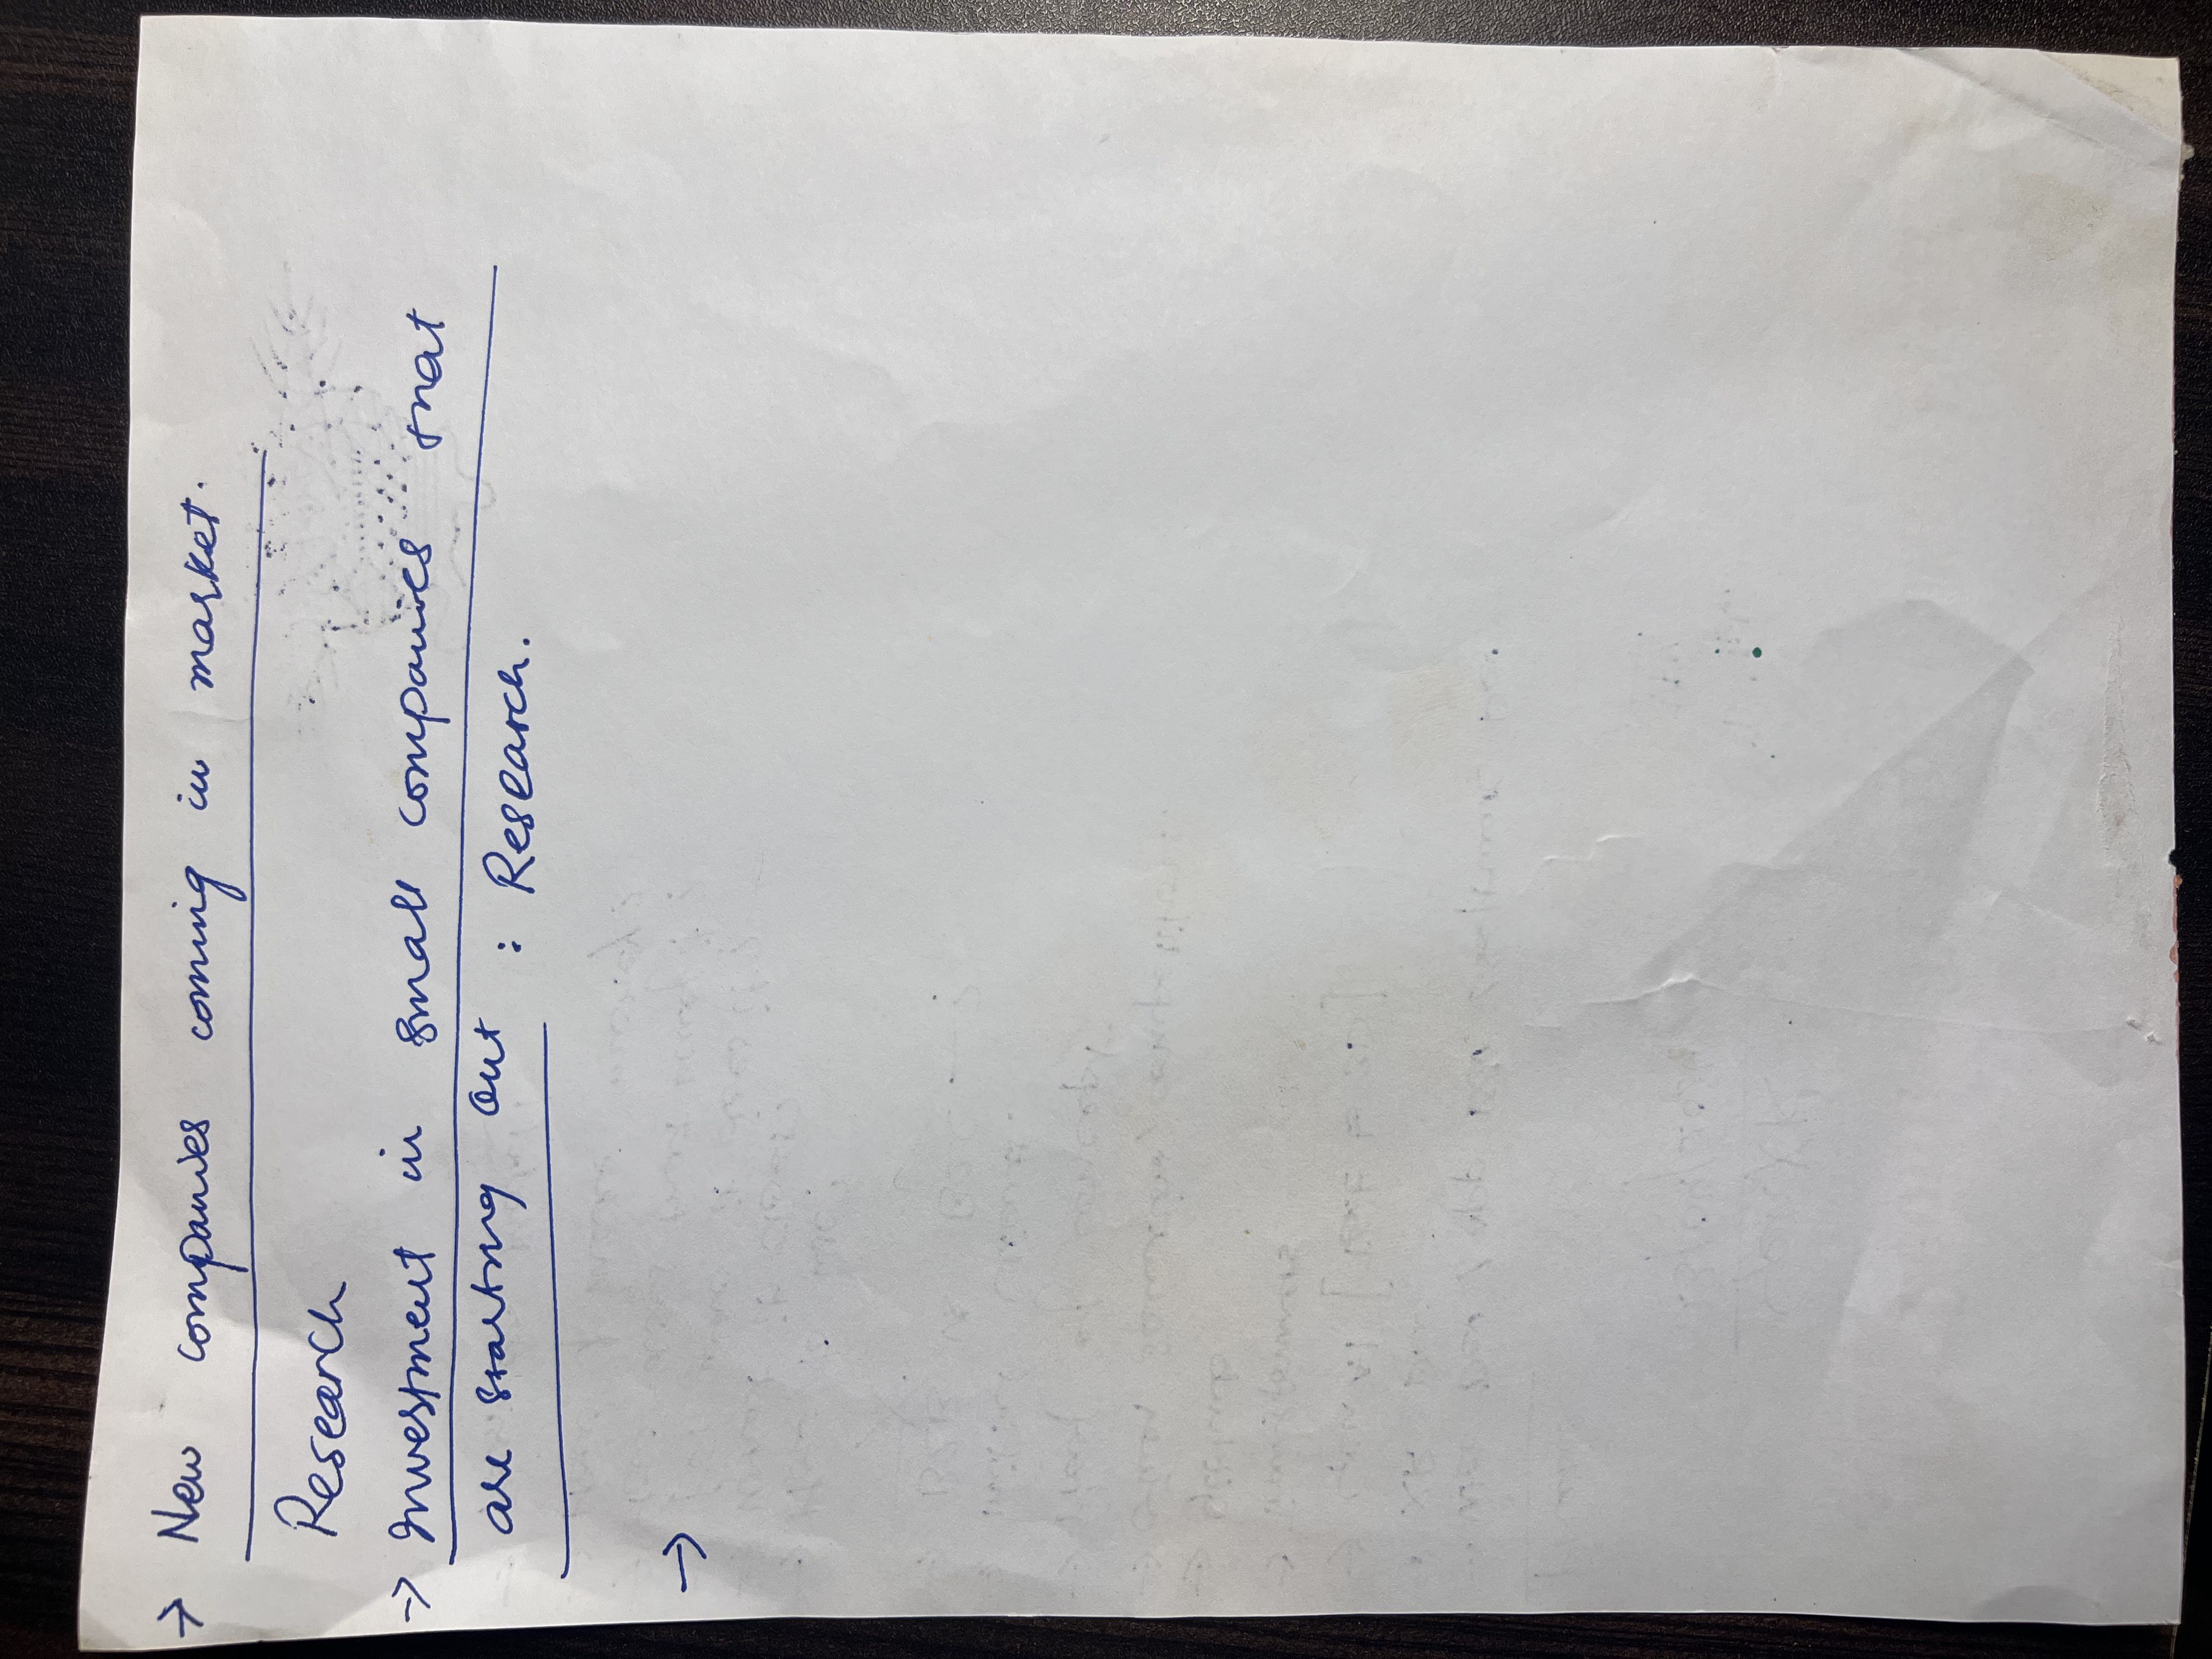 → New companies coming in market.
Research
→ Investment in small companies that
are starting out : Research.
→